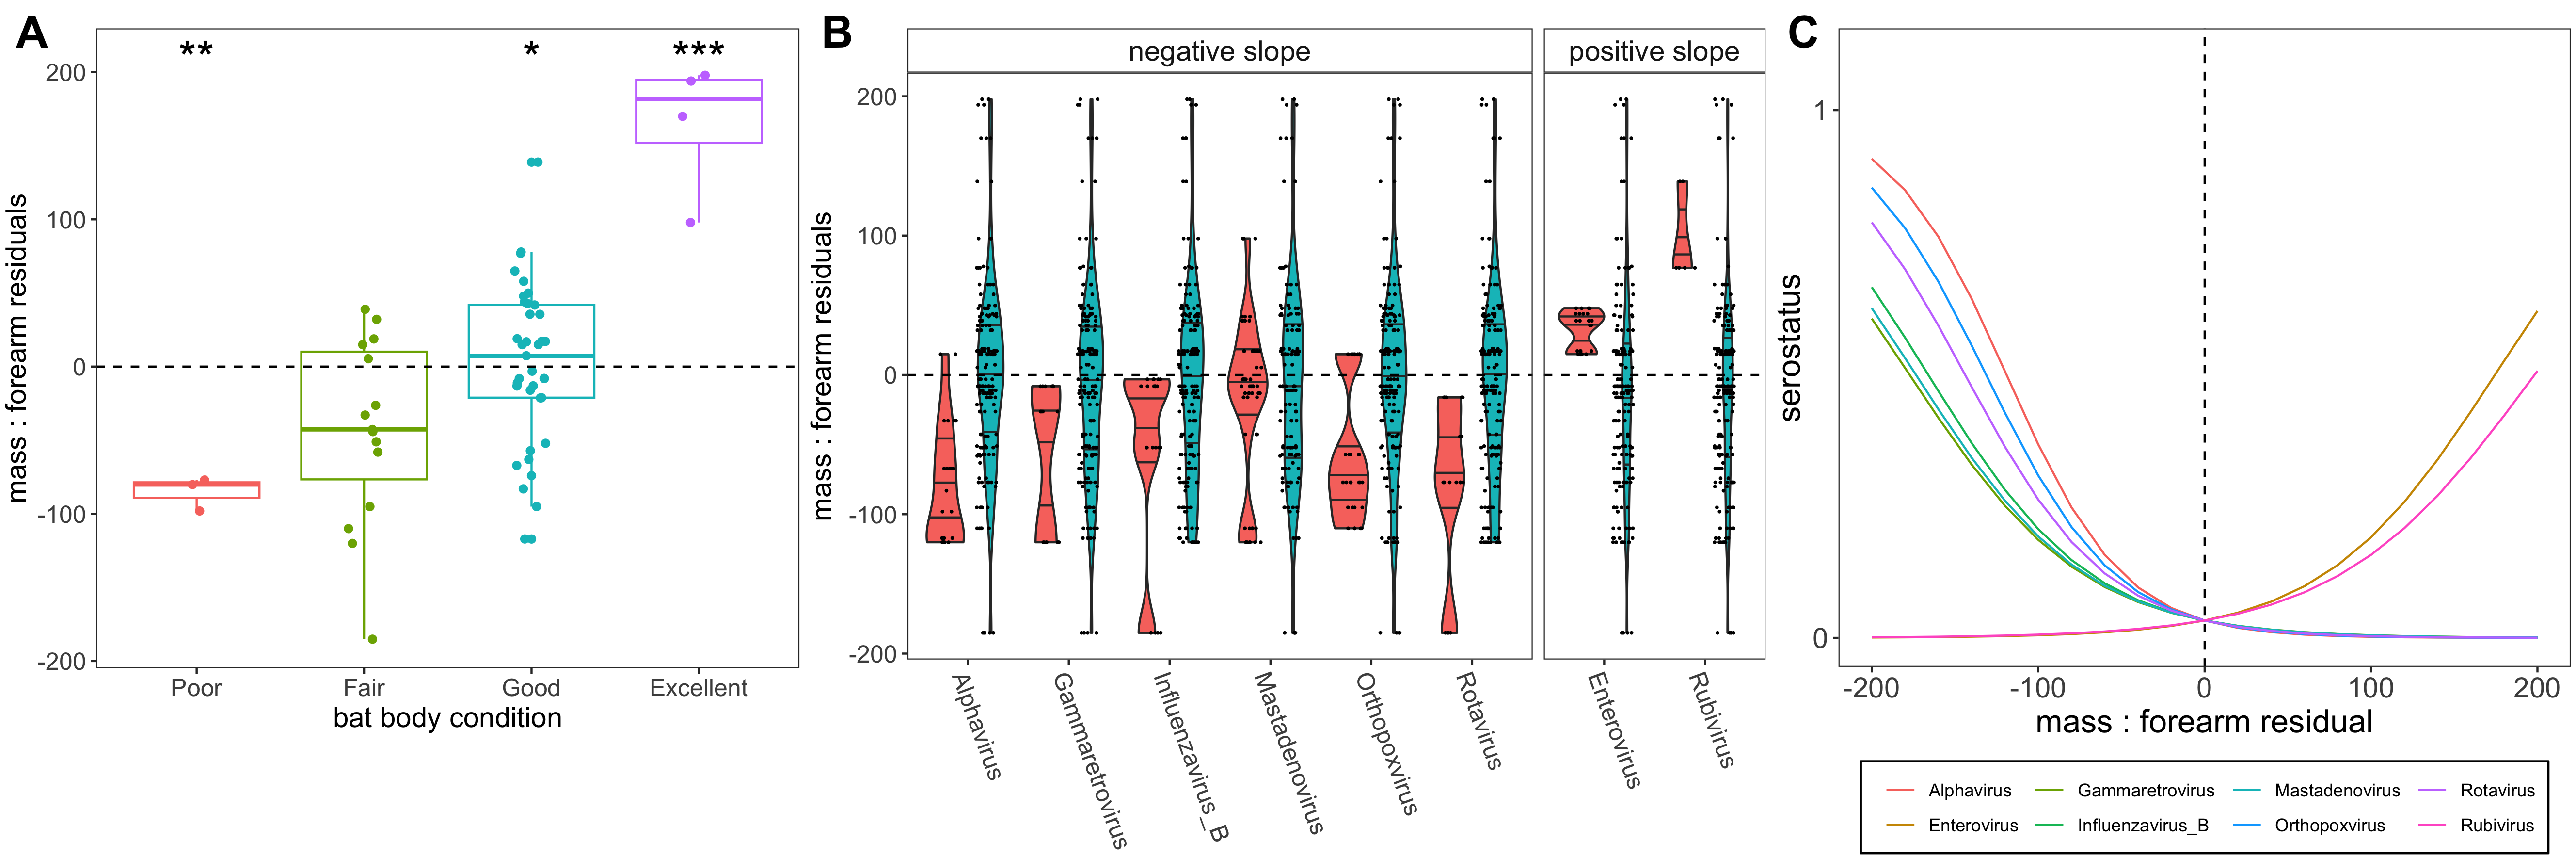 A
**
*
***
200
100
0
-100
-200
mass : forearm residuals
Poor
Fair
Good
Excellent
bat body condition
B
negative slope
positive slope
200
100
0
-100
-200
mass : forearm residuals
Alphavirus
Gammaretrovirus
Influenzavirus_B
Mastadenovirus
Orthopoxvirus
Rotavirus
Enterovirus
Rubivirus
C
1
0
serostatus
-200
-100
0
100
200
mass : forearm residual
Alphavirus
Gammaretrovirus
Mastadenovirus
Rotavirus
Enterovirus
Influenzavirus_B
Orthopoxvirus
Rubivirus